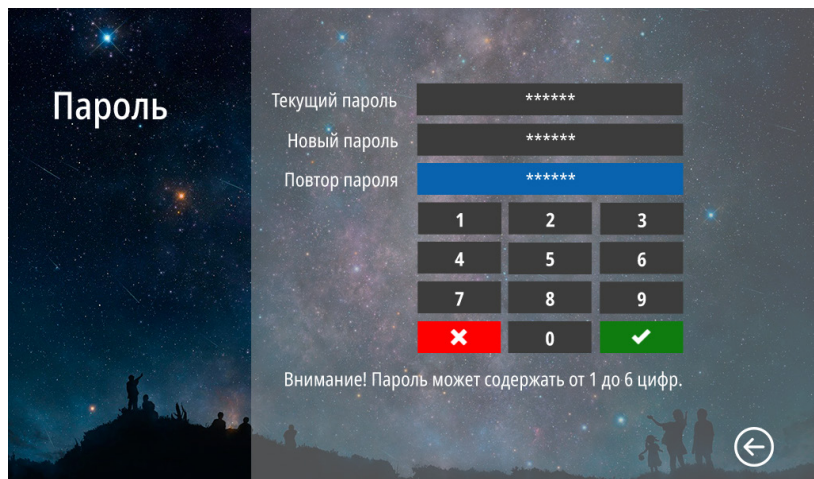 Пароль
Текущий пароль ******
Новый пароль ******
Повтор пароля ******
1 2 3
4 5 6
7 8 9
0
Внимание! Пароль может содержать от 1 до 6 цифр.